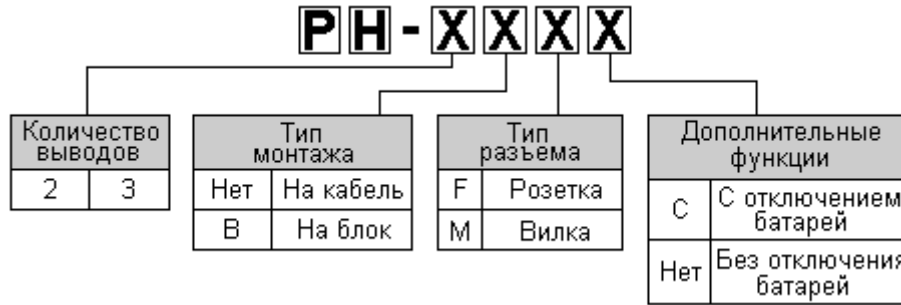 PH-XXXX
Количество
выводов
2 3
Тип
монтажа
Нет На кабель
B На блок
Тип
разъема
F Розетка
M Вилка
Дополнительные
функции
C С отключением
батарей
Нет Без отключения
батарей